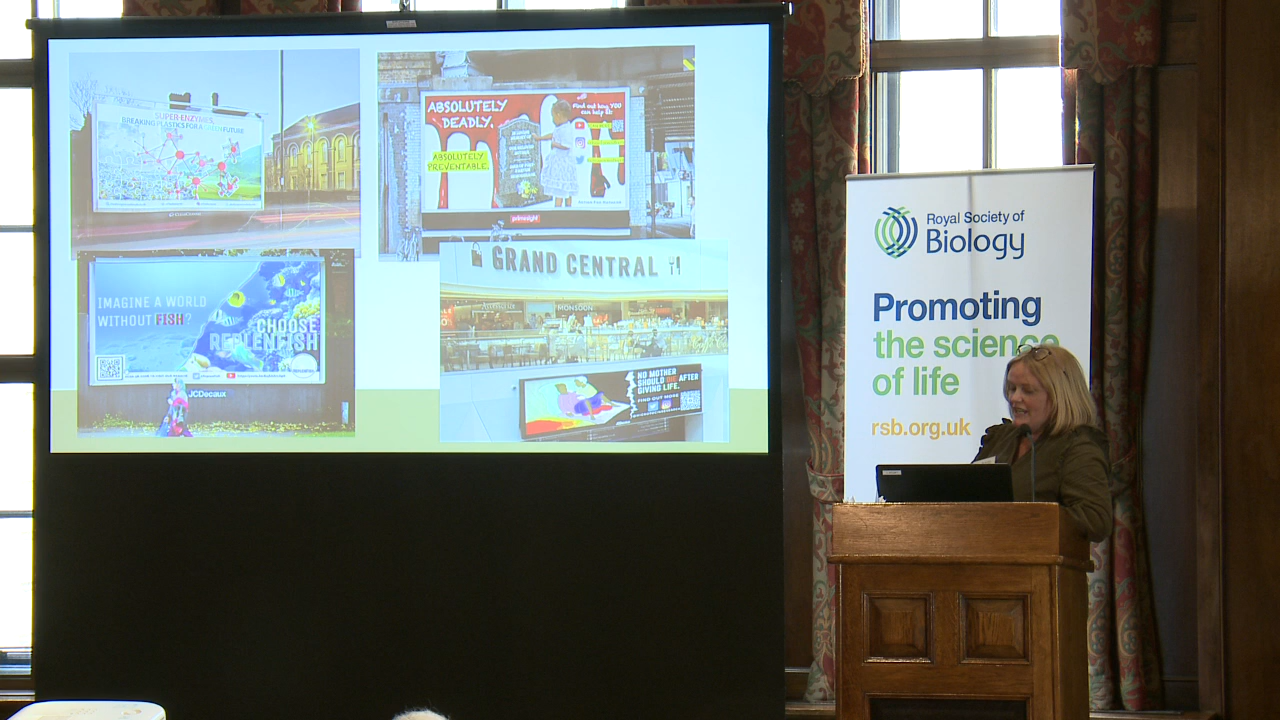 SUPER ENZYMES,
BREAKING PLASTICS FOR A GREEN FUTURE
ABSOLUTELY
DEADLY.
ABSOLUTELY
PREVENTABLE.
Find out how YOU
can help at:
primesight
IMAGINE A WORLD
WITHOUT FISH?
CHOOSE
REPLENFISH
JCDecaux
GRAND CENTRAL
MONSOON
NO MOTHER
SHOULD DIE AFTER
GIVING LIFE.
FIND OUT MORE
Royal Society of
Biology
Promoting
the science
of life
rsb.org.uk